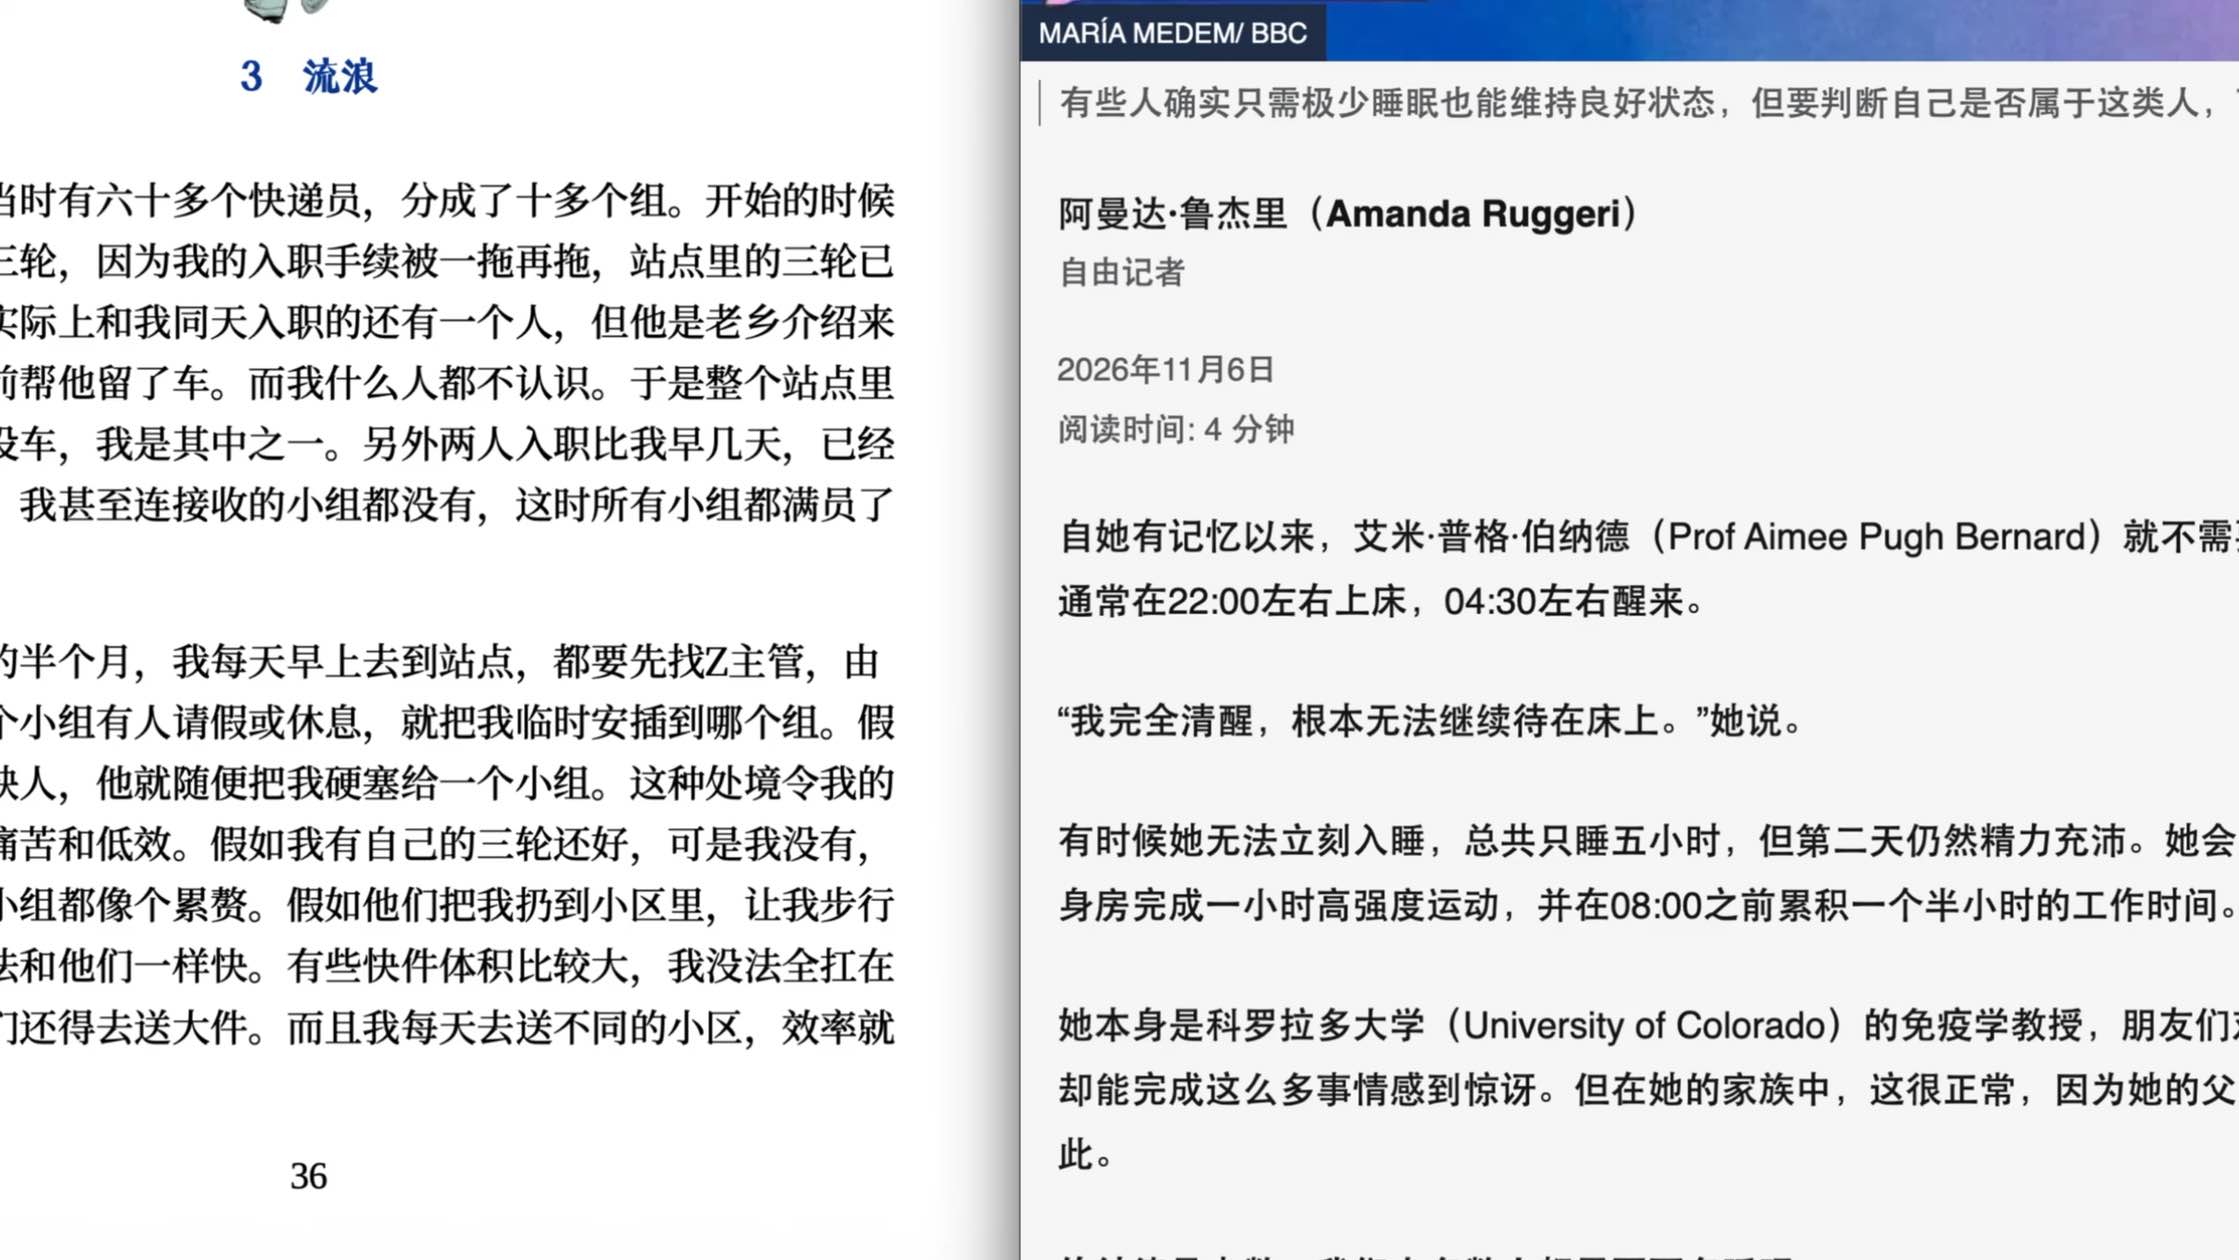 3 流浪
当时有六十多个快递员，分成了十多个组。开始的时候
三轮，因为我的入职手续被一拖再拖，站点里的三轮已
实际上和我同天入职的还有一个人，但他是老乡介绍来
前帮他留了车。而我什么人都不认识。于是整个站点里
没车，我是其中之一。另外两人入职比我早几天，已经
我甚至连接收的小组都没有，这时所有小组都满员了
的半个月，我每天早上去到站点，都要先找Z主管，由
个小组有人请假或休息，就把我临时安插到哪个组。假
缺人，他就随便把我硬塞给一个小组。这种处境令我的
痛苦和低效。假如我有自己的三轮还好，可是我没有，
小组都像个累赘。假如他们把我扔到小区里，让我步行
法和他们一样快。有些快件体积比较大，我没法全扛在
们还得去送大件。而且我每天去送不同的小区，效率就
36
MARÍA MEDEM/ BBC
有些人确实只需极少睡眠也能维持良好状态，但要判断自己是否属于这类人，
阿曼达·鲁杰里（Amanda Ruggeri）
自由记者
2026年11月6日
阅读时间: 4 分钟
自她有记忆以来，艾米·普格·伯纳德（Prof Aimee Pugh Bernard）就不需
通常在22:00左右上床，04:30左右醒来。
“我完全清醒，根本无法继续待在床上。”她说。
有时候她无法立刻入睡，总共只睡五小时，但第二天仍然精力充沛。她会
身房完成一小时高强度运动，并在08:00之前累积一个半小时的工作时间。
她本身是科罗拉多大学（University of Colorado）的免疫学教授，朋友们对
却能完成这么多事情感到惊讶。但在她的家族中，这很正常，因为她的父
此。